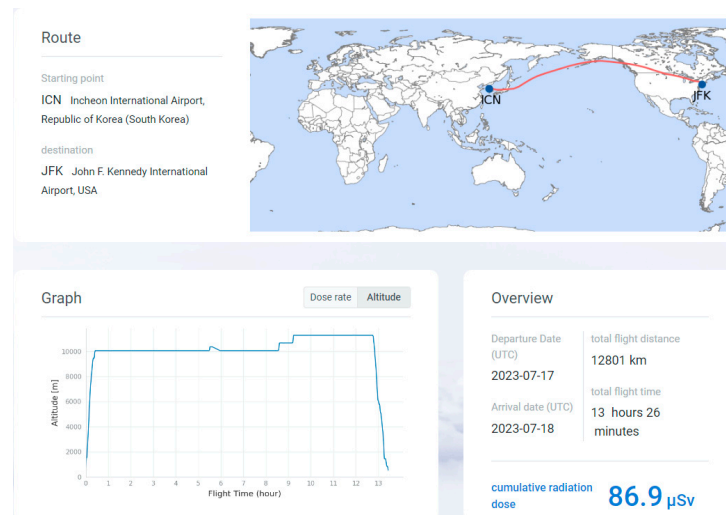 Route
Starting point
ICN Incheon International Airport,
Republic of Korea (South Korea)
destination
JFK John F. Kennedy International
Airport, USA
ICN
JFK
Graph
Dose rate
Altitude
Altitude [m]
10000
8000
6000
4000
2000
0
0 1 2 3 4 5 6 7 8 9 10 11 12 13
Flight Time (hour)
Overview
Departure Date
(UTC)
2023-07-17
Arrival date (UTC)
2023-07-18
total flight distance
12801 km
total flight time
13 hours 26
minutes
cumulative radiation
dose
86.9 μSv